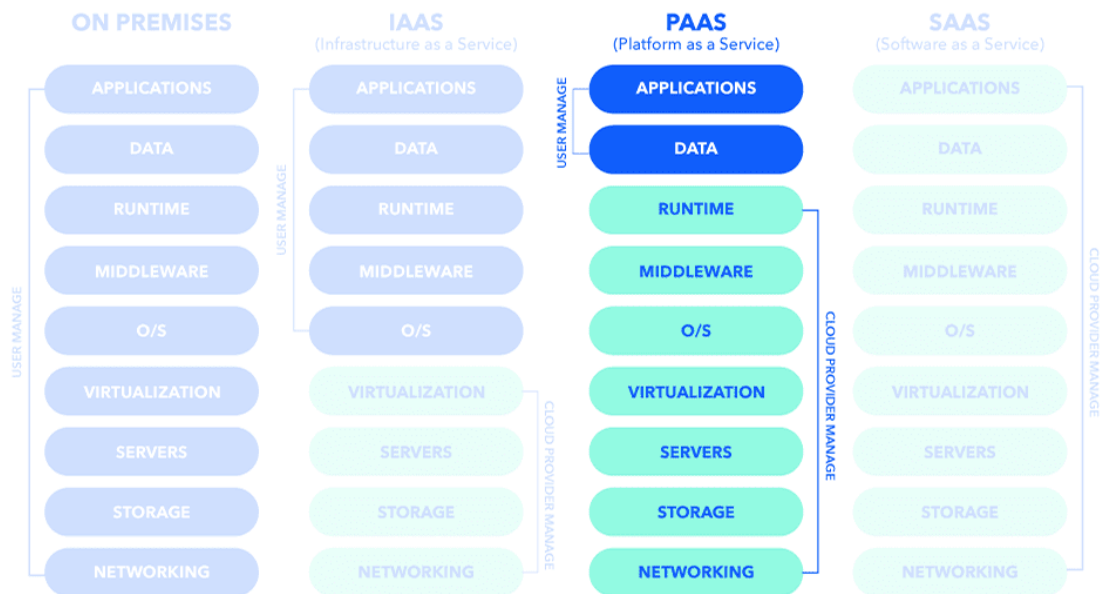 ON PREMISES
USER MANAGE
APPLICATIONS
DATA
RUNTIME
MIDDLEWARE
O/S
VIRTUALIZATION
SERVERS
STORAGE
NETWORKING
IAAS
(Infrastructure as a Service)
USER MANAGE
APPLICATIONS
DATA
RUNTIME
MIDDLEWARE
O/S
VIRTUALIZATION
SERVERS
STORAGE
NETWORKING
CLOUD PROVIDER MANAGE
PAAS
(Platform as a Service)
USER MANAGE
APPLICATIONS
DATA
RUNTIME
MIDDLEWARE
O/S
VIRTUALIZATION
SERVERS
STORAGE
NETWORKING
CLOUD PROVIDER MANAGE
SAAS
(Software as a Service)
APPLICATIONS
DATA
RUNTIME
MIDDLEWARE
O/S
VIRTUALIZATION
SERVERS
STORAGE
NETWORKING
CLOUD PROVIDER MANAGE